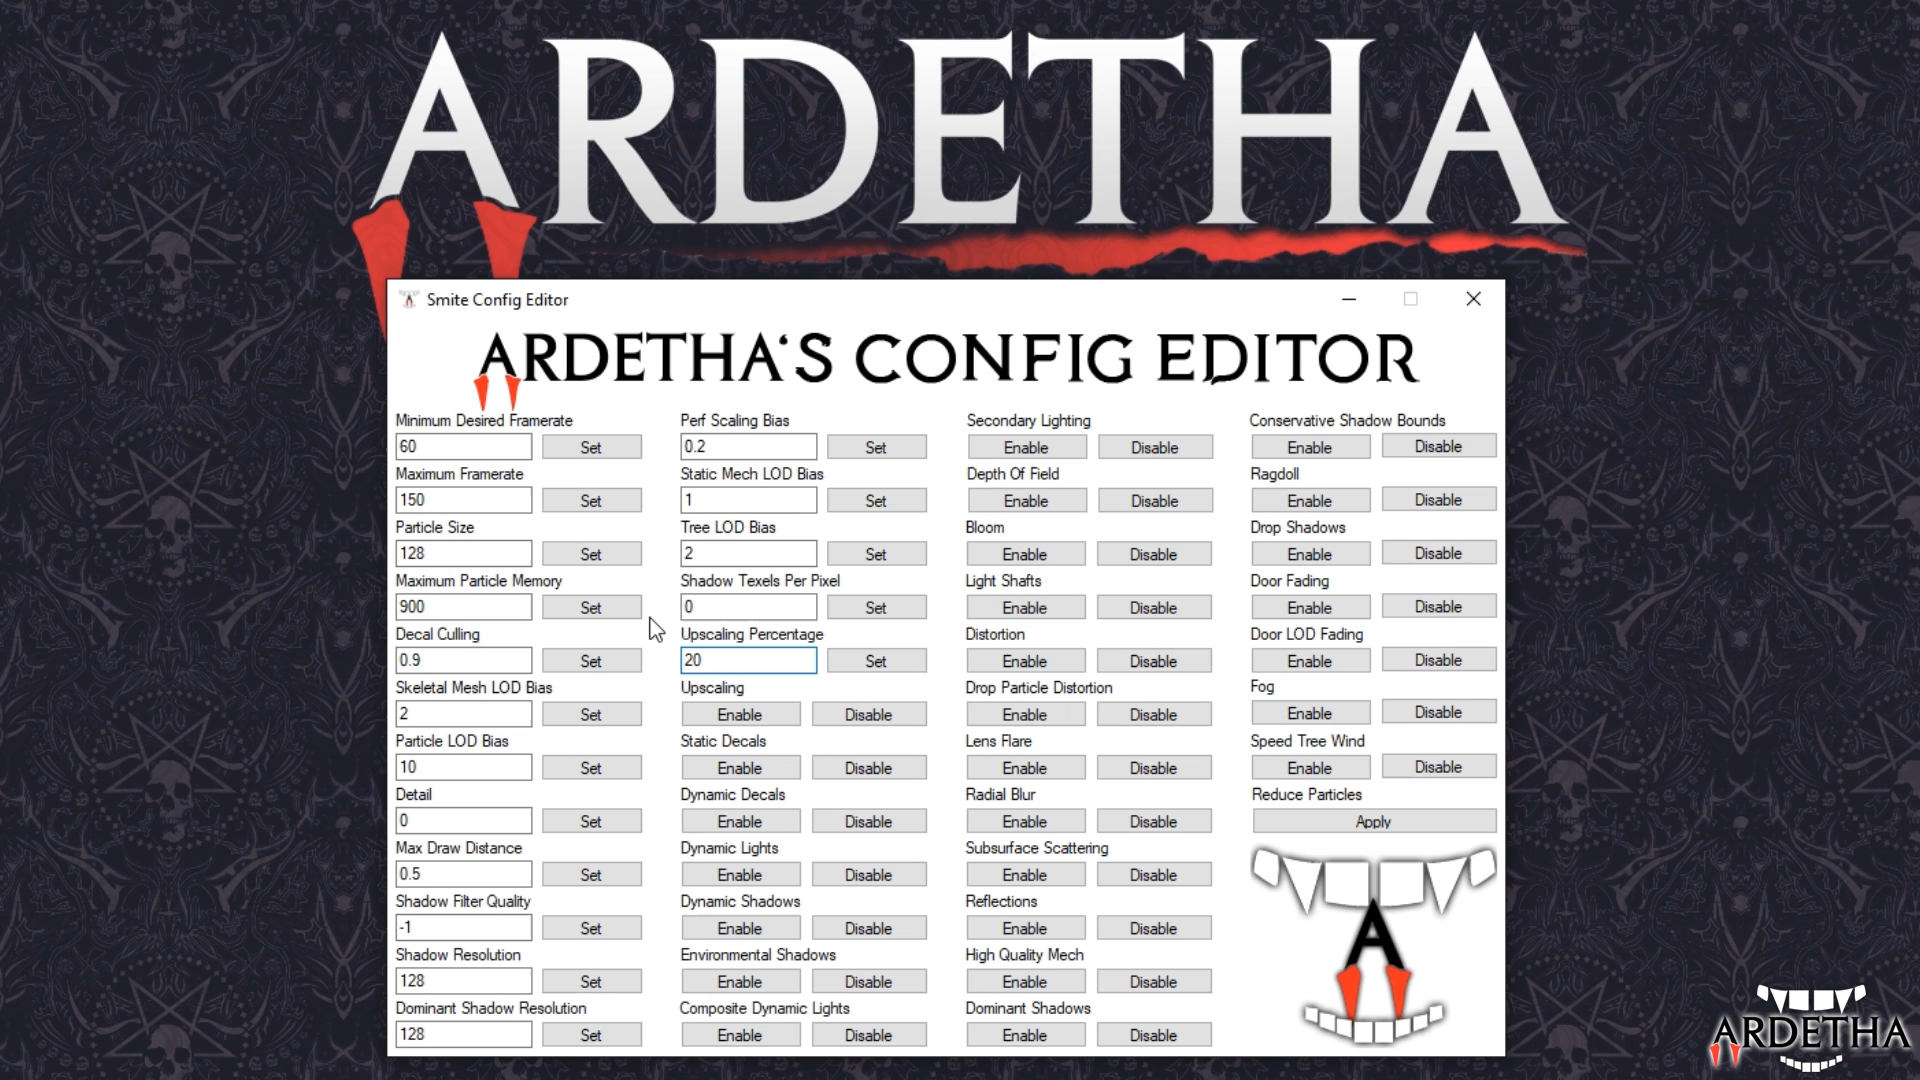 ARDETHA
Smite Config Editor
ARDETHA'S CONFIG EDITOR
Minimum Desired Framerate
60 Set
Maximum Framerate
150 Set
Particle Size
128 Set
Maximum Particle Memory
900 Set
Decal Culling
0.9 Set
Skeletal Mesh LOD Bias
2 Set
Particle LOD Bias
10 Set
Detail
0 Set
Max Draw Distance
0.5 Set
Shadow Filter Quality
-1 Set
Shadow Resolution
128 Set
Dominant Shadow Resolution
128 Set
Perf Scaling Bias
0.2 Set
Static Mech LOD Bias
1 Set
Tree LOD Bias
2 Set
Shadow Texels Per Pixel
0 Set
Upscaling Percentage
20 Set
Upscaling
Enable Disable
Static Decals
Enable Disable
Dynamic Decals
Enable Disable
Dynamic Lights
Enable Disable
Dynamic Shadows
Enable Disable
Environmental Shadows
Enable Disable
Composite Dynamic Lights
Enable Disable
Secondary Lighting
Enable Disable
Depth Of Field
Enable Disable
Bloom
Enable Disable
Light Shafts
Enable Disable
Distortion
Enable Disable
Drop Particle Distortion
Enable Disable
Lens Flare
Enable Disable
Radial Blur
Enable Disable
Subsurface Scattering
Enable Disable
Reflections
Enable Disable
High Quality Mech
Enable Disable
Dominant Shadows
Enable Disable
Conservative Shadow Bounds
Enable Disable
Ragdoll
Enable Disable
Drop Shadows
Enable Disable
Door Fading
Enable Disable
Door LOD Fading
Enable Disable
Fog
Enable Disable
Speed Tree Wind
Enable Disable
Reduce Particles
Apply
A
ARDETHA